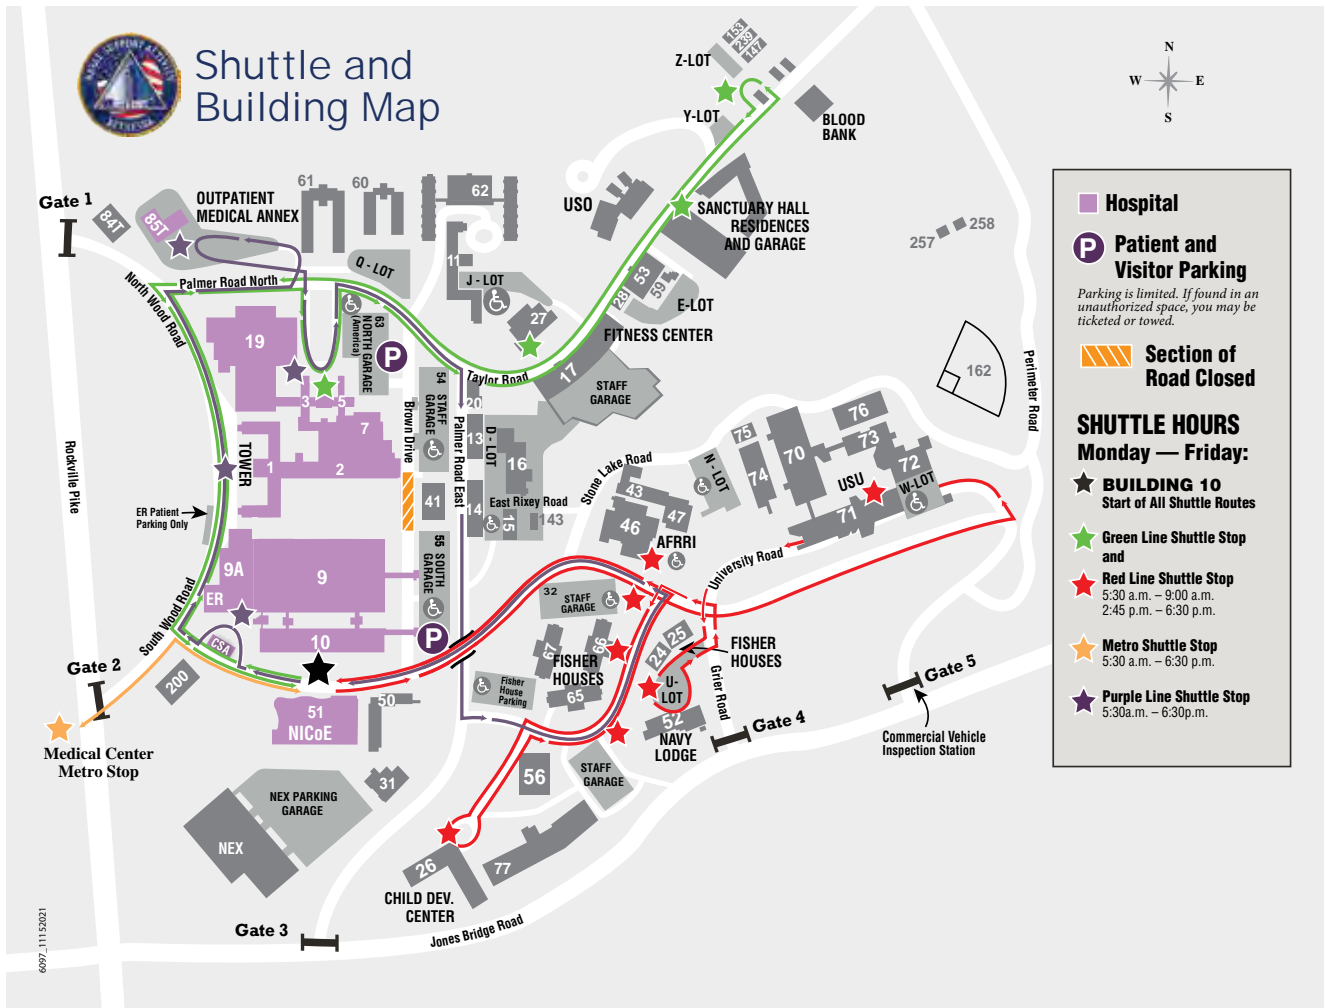 Shuttle and
Building Map
N
W
E
S
153
239
147
Z-LOT
Y-LOT
BLOOD
BANK
Gate 1
84T
85T
OUTPATIENT
MEDICAL ANNEX
61
60
62
USO
SANCTUARY HALL
RESIDENCES
AND GARAGE
257
258
Q - LOT
11
J - LOT
53
28
59
E-LOT
FITNESS CENTER
North Wood Road
Palmer Road North
63
NORTH GARAGE
(America)
P
27
17
STAFF
GARAGE
Taylor Road
19
3
5
7
54
STAFF
GARAGE
20
162
Perimeter Road
Rockville Pike
TOWER
1
2
Brown Drive
Palmer Road East
13
D - LOT
16
East Rixey Road
41
14
15
143
Stone Lake Road
N - LOT
75
74
70
76
73
72
USU
W-LOT
71
43
46
47
AFRRI
University Road
ER Patient
Parking Only
9A
ER
9
55
SOUTH
GARAGE
P
10
CSA
South Wood Road
Gate 2
200
32
STAFF
GARAGE
67
66
FISHER
HOUSES
65
Fisher
House
Parking
24
25
FISHER
HOUSES
U-
LOT
52
NAVY
LODGE
Grier Road
Gate 4
Gate 5
Commercial Vehicle
Inspection Station
51
NICoE
50
Medical Center
Metro Stop
31
NEX PARKING
GARAGE
NEX
56
STAFF
GARAGE
26
77
CHILD DEV.
CENTER
Gate 3
Jones Bridge Road
6097_11152021
Hospital
P
Patient and
Visitor Parking
Parking is limited. If found in an
unauthorized space, you may be
ticketed or towed.
Section of
Road Closed
SHUTTLE HOURS
Monday — Friday:
BUILDING 10
Start of All Shuttle Routes
Green Line Shuttle Stop
and
Red Line Shuttle Stop
5:30 a.m. – 9:00 a.m.
2:45 p.m. – 6:30 p.m.
Metro Shuttle Stop
5:30 a.m. – 6:30 p.m.
Purple Line Shuttle Stop
5:30a.m. – 6:30p.m.